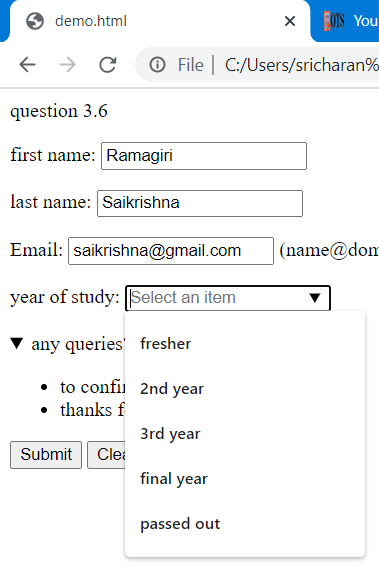 demo.html
You
File | C:/Users/sricharan%
question 3.6
first name: Ramagiri
last name: Saikrishna
Email: saikrishna@gmail.com (name@dom
year of study: Select an item
any queries?
to confir
thanks f
Submit Clea
fresher
2nd year
3rd year
final year
passed out